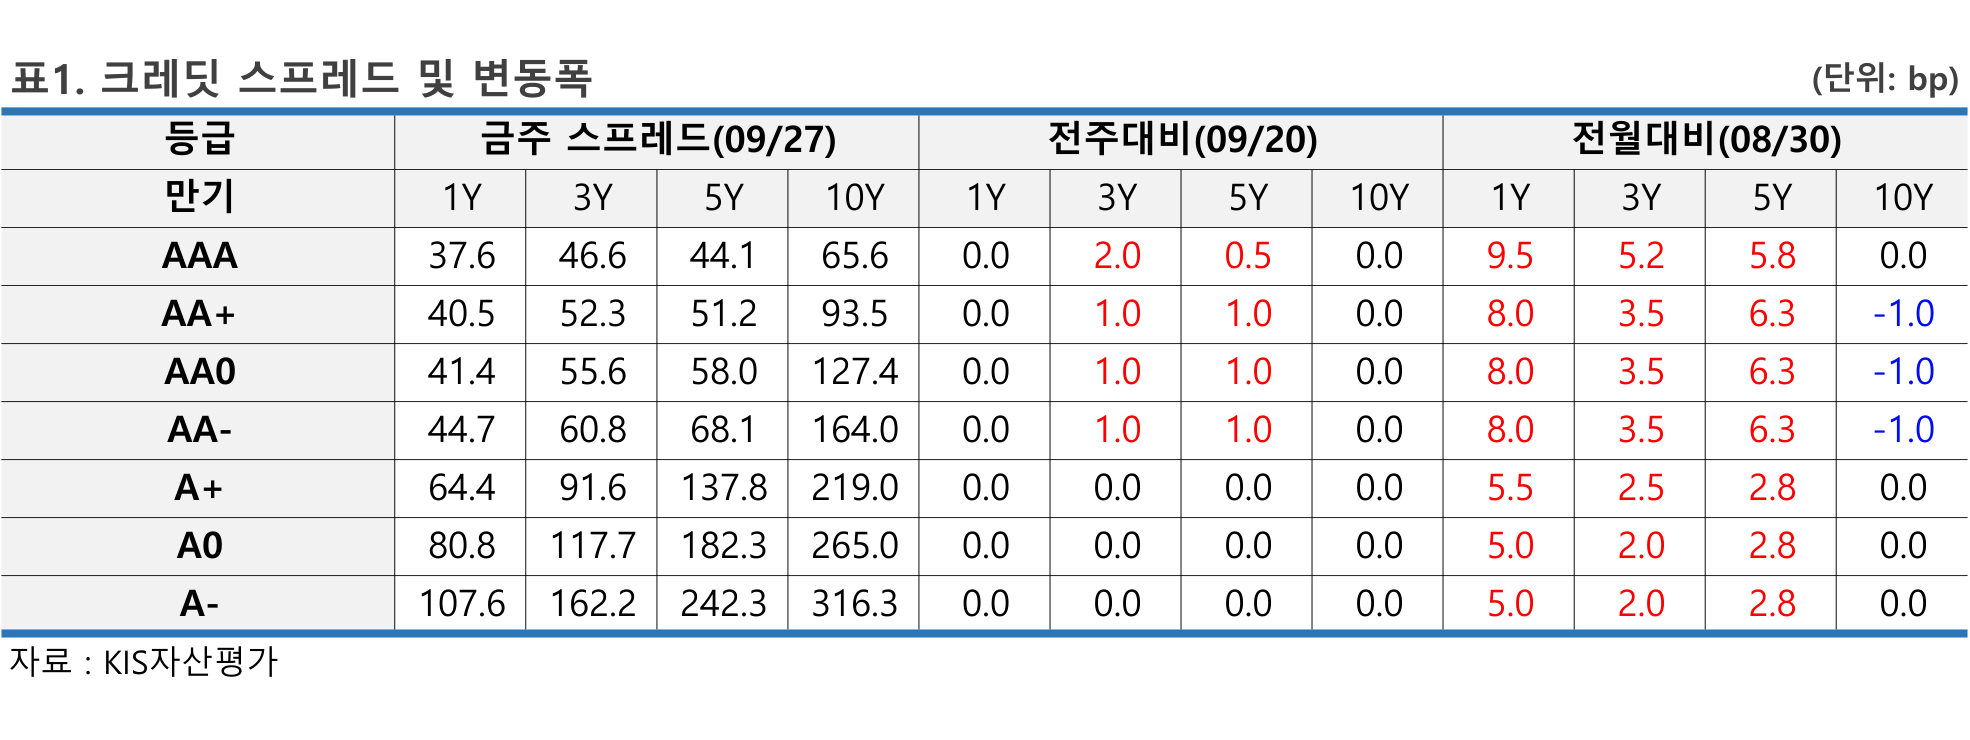 표1. 크레딧 스프레드 및 변동폭 (단위: bp)
등급 금주 스프레드(09/27) 전주대비(09/20) 전월대비(08/30)
만기 1Y 3Y 5Y 10Y 1Y 3Y 5Y 10Y 1Y 3Y 5Y 10Y
AAA 37.6 46.6 44.1 65.6 0.0 2.0 0.5 0.0 9.5 5.2 5.8 0.0
AA+ 40.5 52.3 51.2 93.5 0.0 1.0 1.0 0.0 8.0 3.5 6.3 -1.0
AA0 41.4 55.6 58.0 127.4 0.0 1.0 1.0 0.0 8.0 3.5 6.3 -1.0
AA- 44.7 60.8 68.1 164.0 0.0 1.0 1.0 0.0 8.0 3.5 6.3 -1.0
A+ 64.4 91.6 137.8 219.0 0.0 0.0 0.0 0.0 5.5 2.5 2.8 0.0
A0 80.8 117.7 182.3 265.0 0.0 0.0 0.0 0.0 5.0 2.0 2.8 0.0
A- 107.6 162.2 242.3 316.3 0.0 0.0 0.0 0.0 5.0 2.0 2.8 0.0
자료 : KIS자산평가